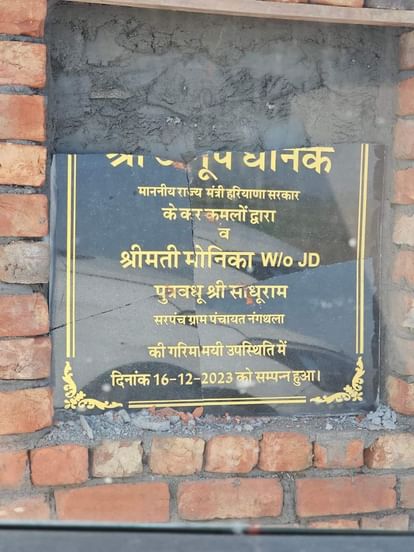 श्री अनूप धानक
माननीय राज्य मंत्री हरियाणा सरकार
के कर कमलों द्वारा
व
श्रीमती मोनिका W/o JD
पुत्रवधू श्री साधूराम
सरपंच ग्राम पंचायत नंगथला
की गरिमामयी उपस्थिति में
दिनांक 16-12-2023 को सम्पन्न हुआ।